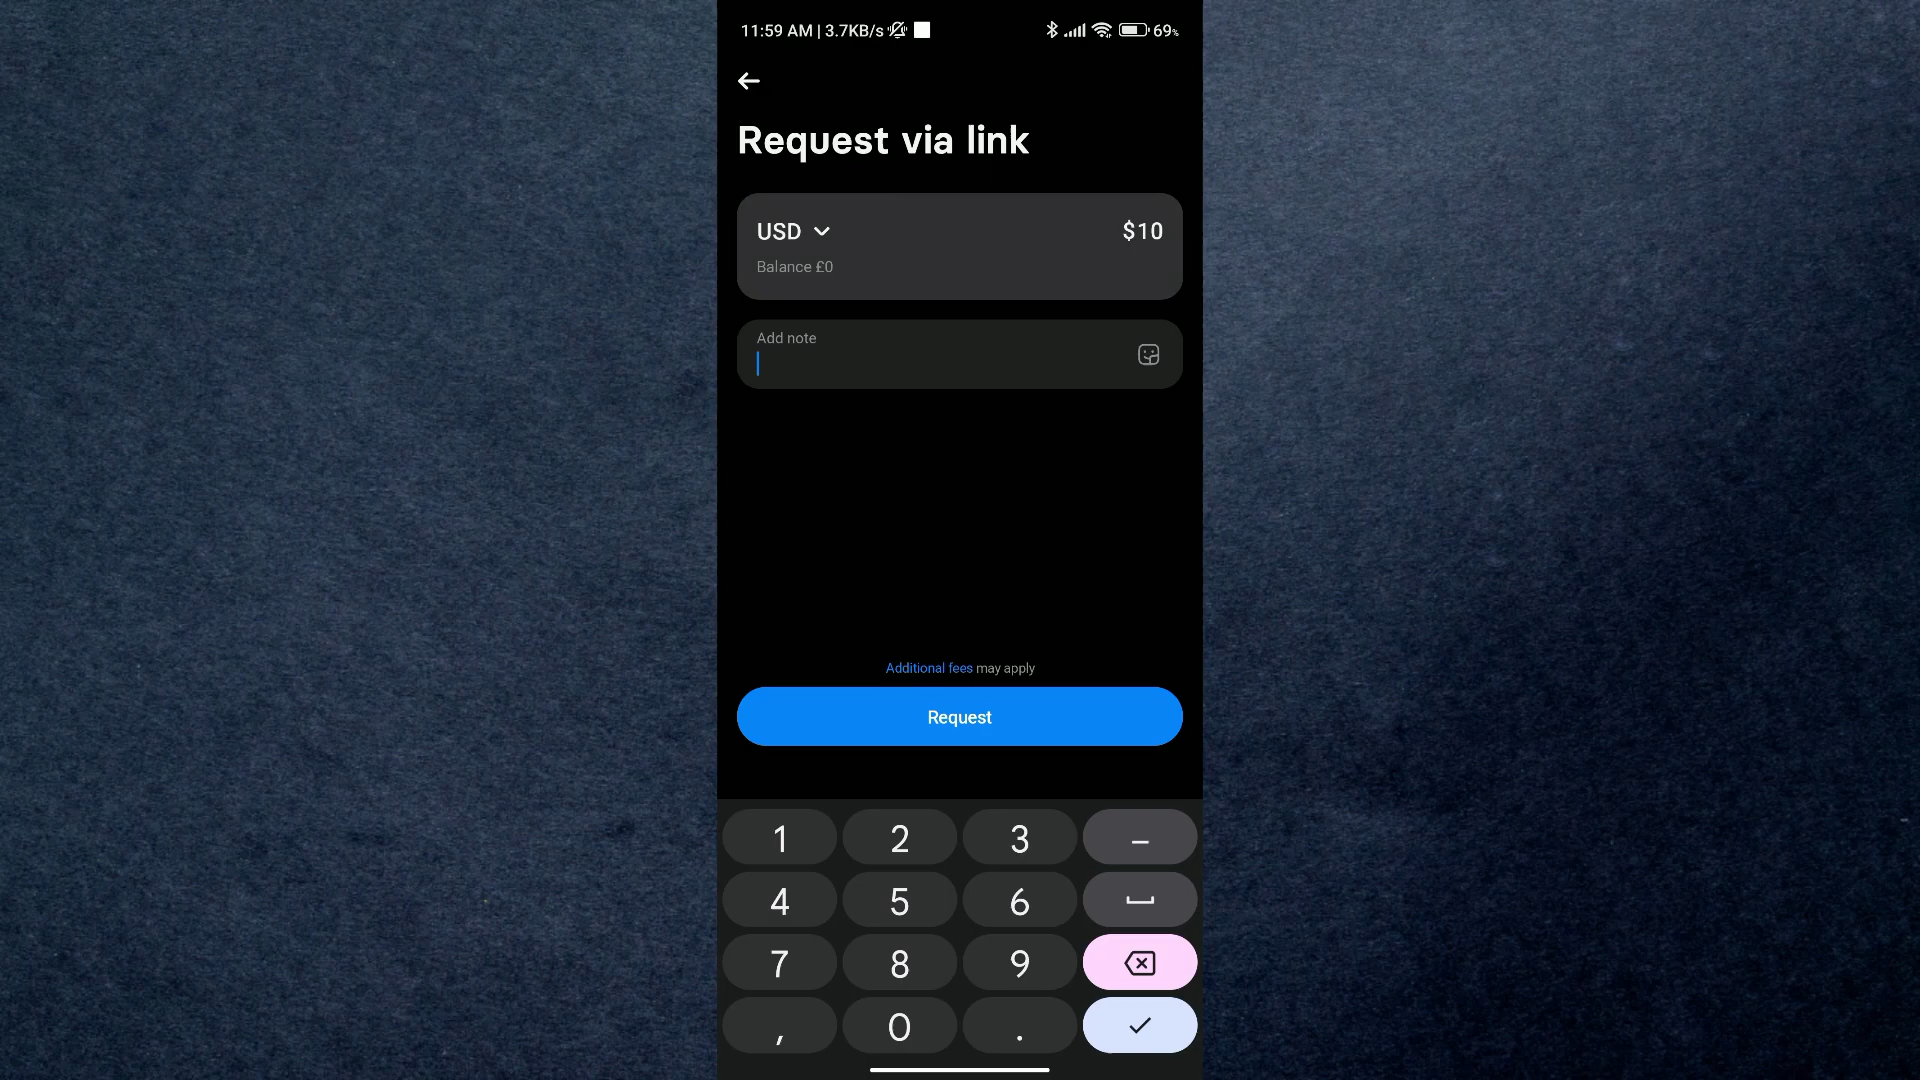 11:59 AM | 3.7KB/s 69%
Request via link
USD $10
Balance £0
Add note
Additional fees may apply
Request
1 2 3 –
4 5 6
7 8 9
, 0 .